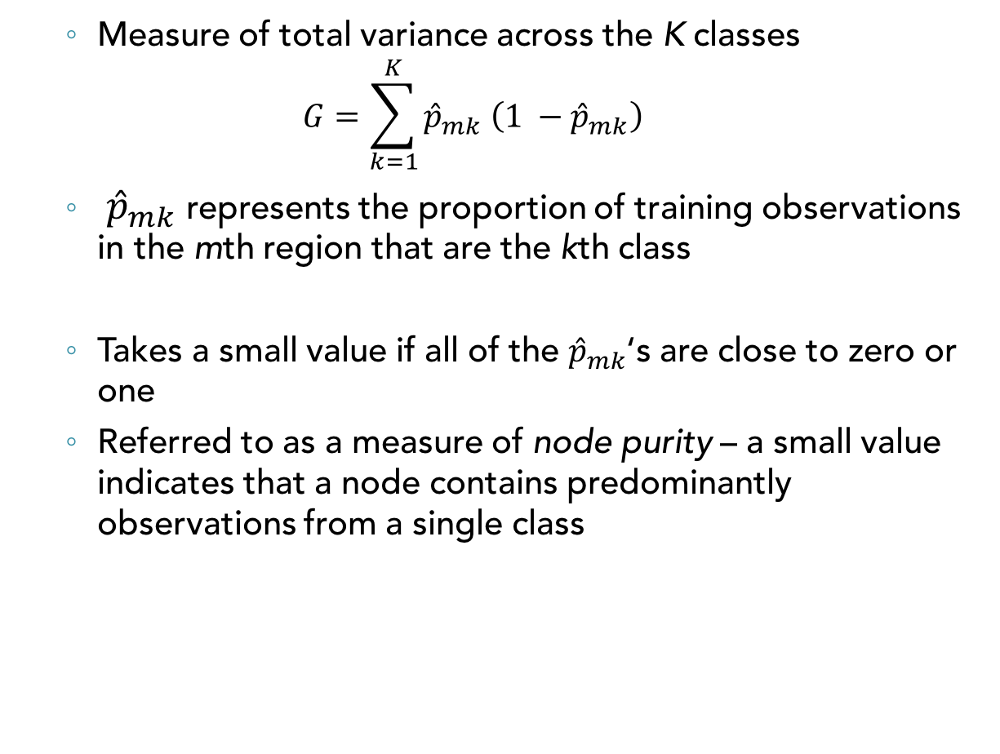 ◦ Measure of total variance across the K classes
G = \sum_{k=1}^{K} \hat{p}_{mk} (1 - \hat{p}_{mk})
◦ \hat{p}_{mk} represents the proportion of training observations
in the mth region that are the kth class
◦ Takes a small value if all of the \hat{p}_{mk}‘s are close to zero or
one
◦ Referred to as a measure of node purity – a small value
indicates that a node contains predominantly
observations from a single class